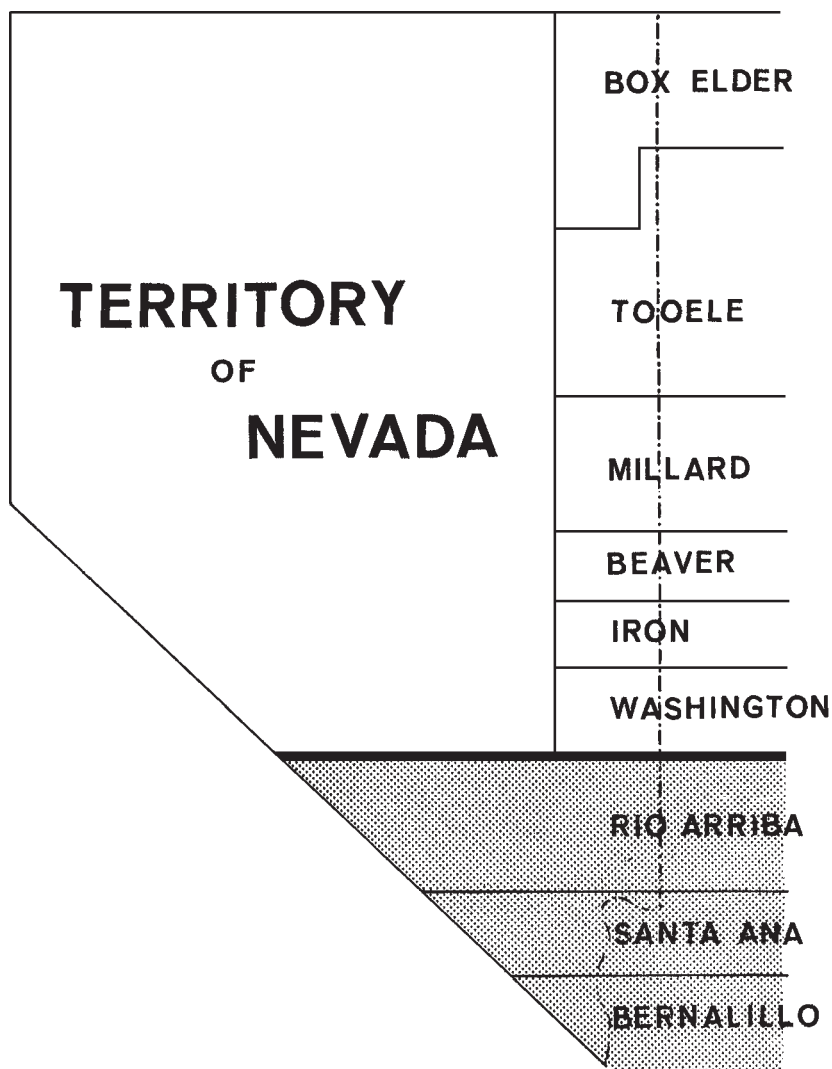 BOX ELDER
TERRITORY
OF
NEVADA
TOOELE
MILLARD
BEAVER
IRON
WASHINGTON
RIO ARRIBA
SANTA ANA
BERNALILLO